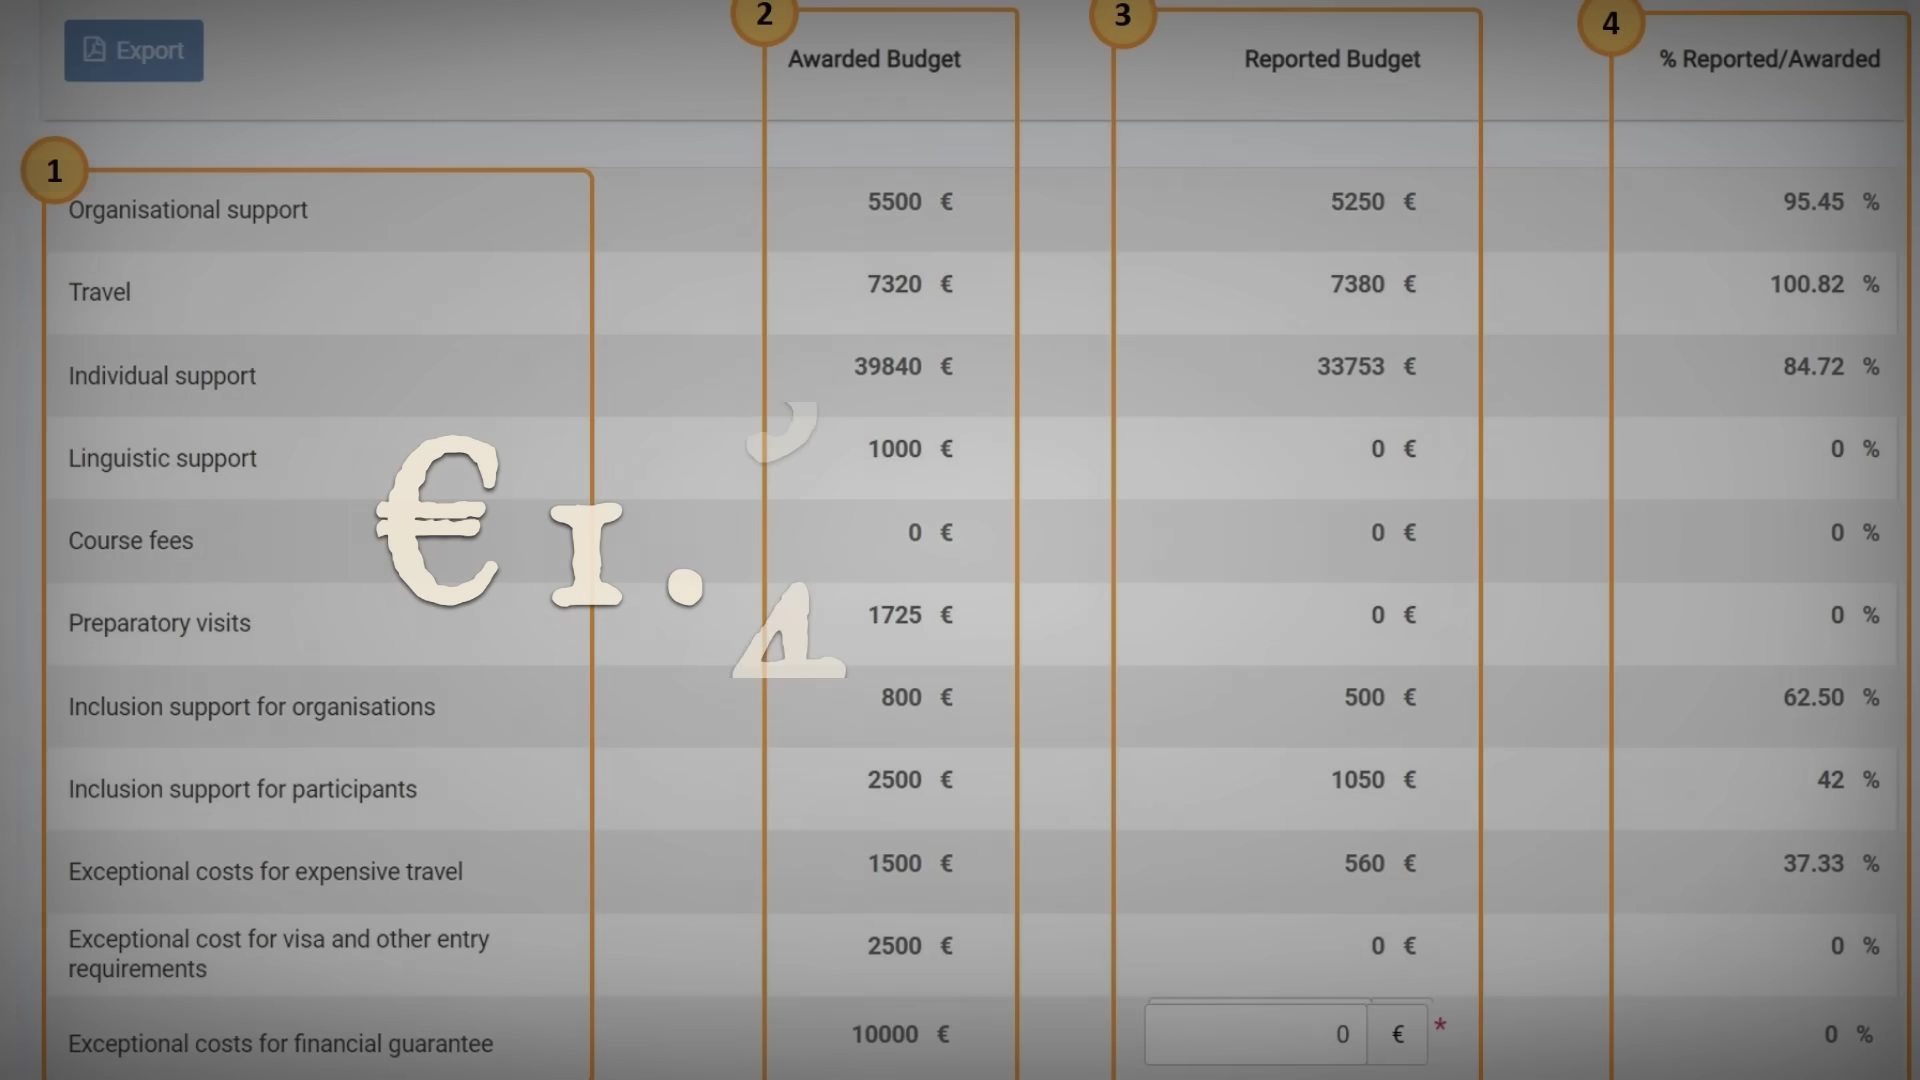 2 3 4
Export Awarded Budget Reported Budget % Reported/Awarded
1
Organisational support 5500 € 5250 € 95.45 %
Travel 7320 € 7380 € 100.82 %
Individual support 39840 € 33753 € 84.72 %
Linguistic support 1000 € 0 € 0 %
€1.
Course fees 0 € 0 € 0 %
Preparatory visits 1725 € 0 € 0 %
Inclusion support for organisations 800 € 500 € 62.50 %
Inclusion support for participants 2500 € 1050 € 42 %
Exceptional costs for expensive travel 1500 € 560 € 37.33 %
Exceptional cost for visa and other entry
requirements 2500 € 0 € 0 %
Exceptional costs for financial guarantee 10000 € 0 € * 0 %